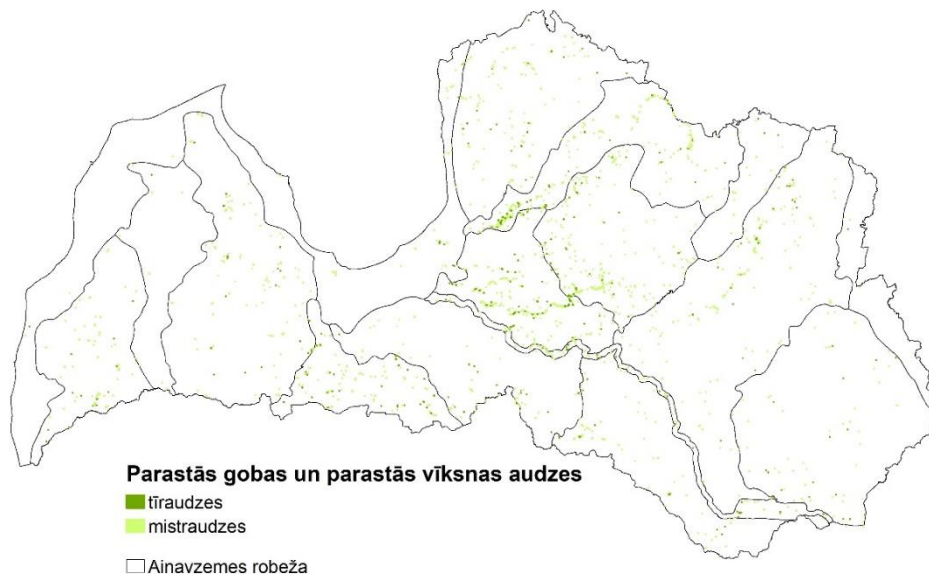 Parastās gobas un parastās vīksnas audzes
tīraudzes
mistraudzes
Ainavzemes robeža